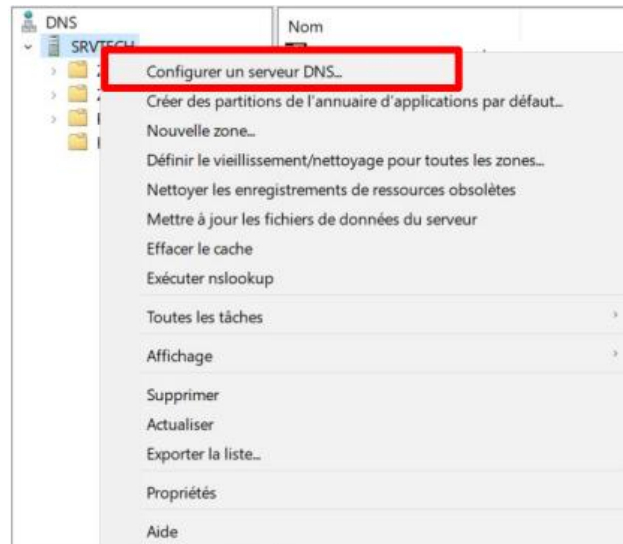 DNS
Nom
SRVTECH
Configurer un serveur DNS...
Créer des partitions de l'annuaire d'applications par défaut...
Nouvelle zone...
Définir le vieillissement/nettoyage pour toutes les zones...
Nettoyer les enregistrements de ressources obsolètes
Mettre à jour les fichiers de données du serveur
Effacer le cache
Exécuter nslookup
Toutes les tâches
Affichage
Supprimer
Actualiser
Exporter la liste...
Propriétés
Aide